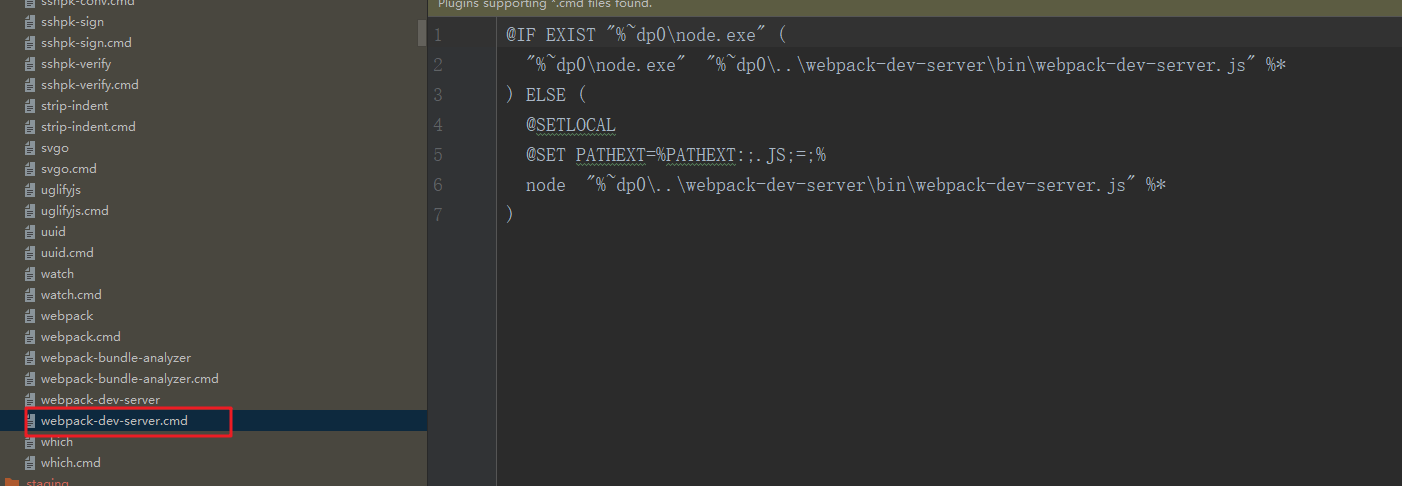 sshpk-conv.cmd
sshpk-sign
sshpk-sign.cmd
sshpk-verify
sshpk-verify.cmd
strip-indent
strip-indent.cmd
svgo
svgo.cmd
uglifyjs
uglifyjs.cmd
uuid
uuid.cmd
watch
watch.cmd
webpack
webpack.cmd
webpack-bundle-analyzer
webpack-bundle-analyzer.cmd
webpack-dev-server
webpack-dev-server.cmd
which
which.cmd
staging
Plugins supporting *.cmd files found.
1 @IF EXIST "%~dp0\node.exe" (
2 "%~dp0\node.exe" "%~dp0\..\webpack-dev-server\bin\webpack-dev-server.js" %*
3 ) ELSE (
4 @SETLOCAL
5 @SET PATHEXT=%PATHEXT:;.JS;=;%
6 node "%~dp0\..\webpack-dev-server\bin\webpack-dev-server.js" %*
7 )